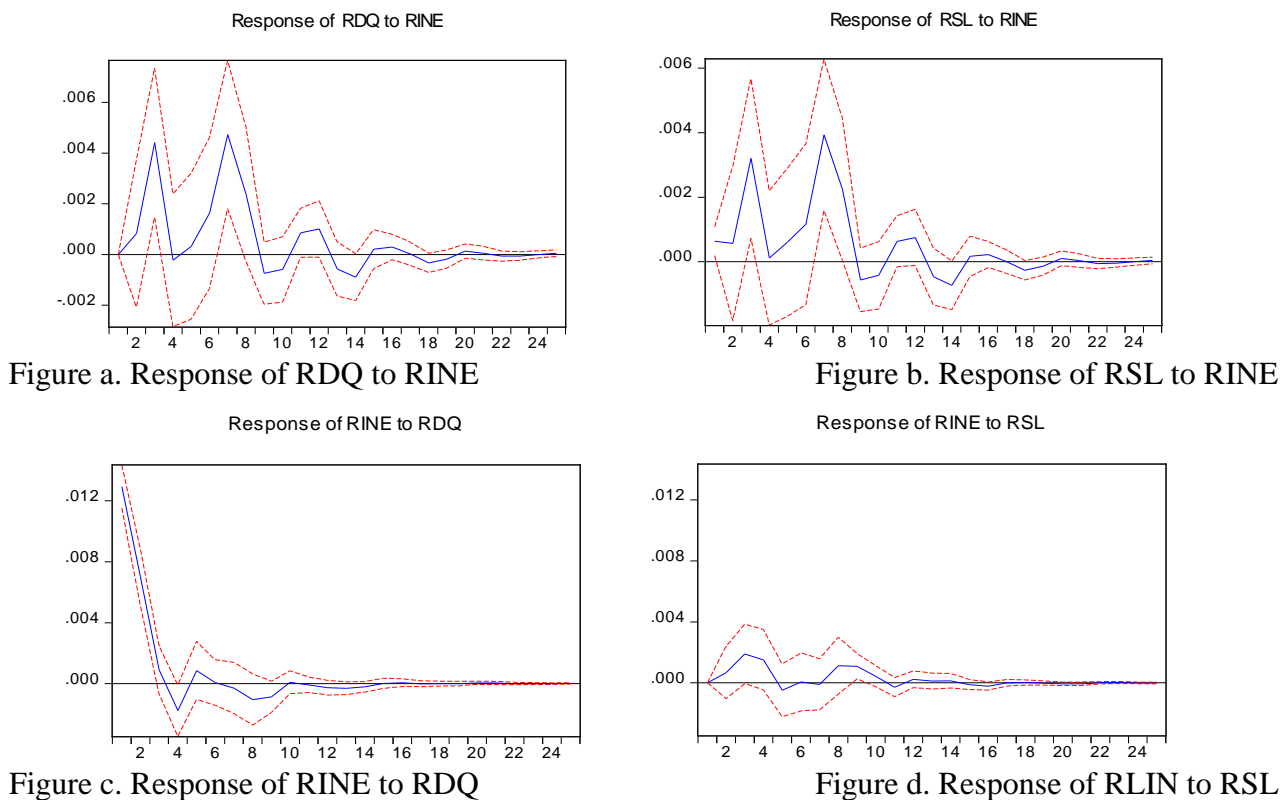 Response of RDQ to RINE
.006
.004
.002
.000
-.002
2 4 6 8 10 12 14 16 18 20 22 24
Figure a. Response of RDQ to RINE
Response of RSL to RINE
.006
.004
.002
.000
2 4 6 8 10 12 14 16 18 20 22 24
Figure b. Response of RSL to RINE
Response of RINE to RDQ
.012
.008
.004
.000
2 4 6 8 10 12 14 16 18 20 22 24
Figure c. Response of RINE to RDQ
Response of RINE to RSL
.012
.008
.004
.000
2 4 6 8 10 12 14 16 18 20 22 24
Figure d. Response of RLIN to RSL